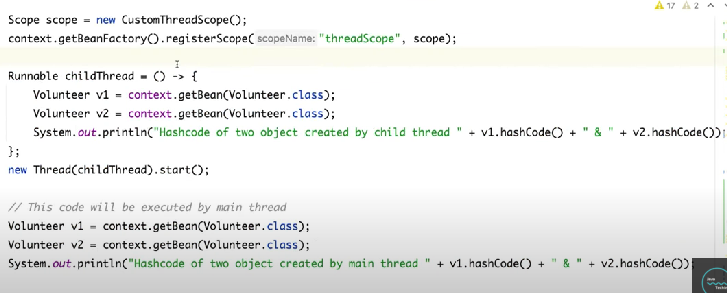 17 2
Scope scope = new CustomThreadScope();
context.getBeanFactory().registerScope( scopeName: "threadScope", scope);
Runnable childThread = () -> {
Volunteer v1 = context.getBean(Volunteer.class);
Volunteer v2 = context.getBean(Volunteer.class);
System.out.println("Hashcode of two object created by child thread " + v1.hashCode() + " & " + v2.hashCode());
};
new Thread(childThread).start();
// This code will be executed by main thread
Volunteer v1 = context.getBean(Volunteer.class);
Volunteer v2 = context.getBean(Volunteer.class);
System.out.println("Hashcode of two object created by main thread " + v1.hashCode() + " & " + v2.hashCode());